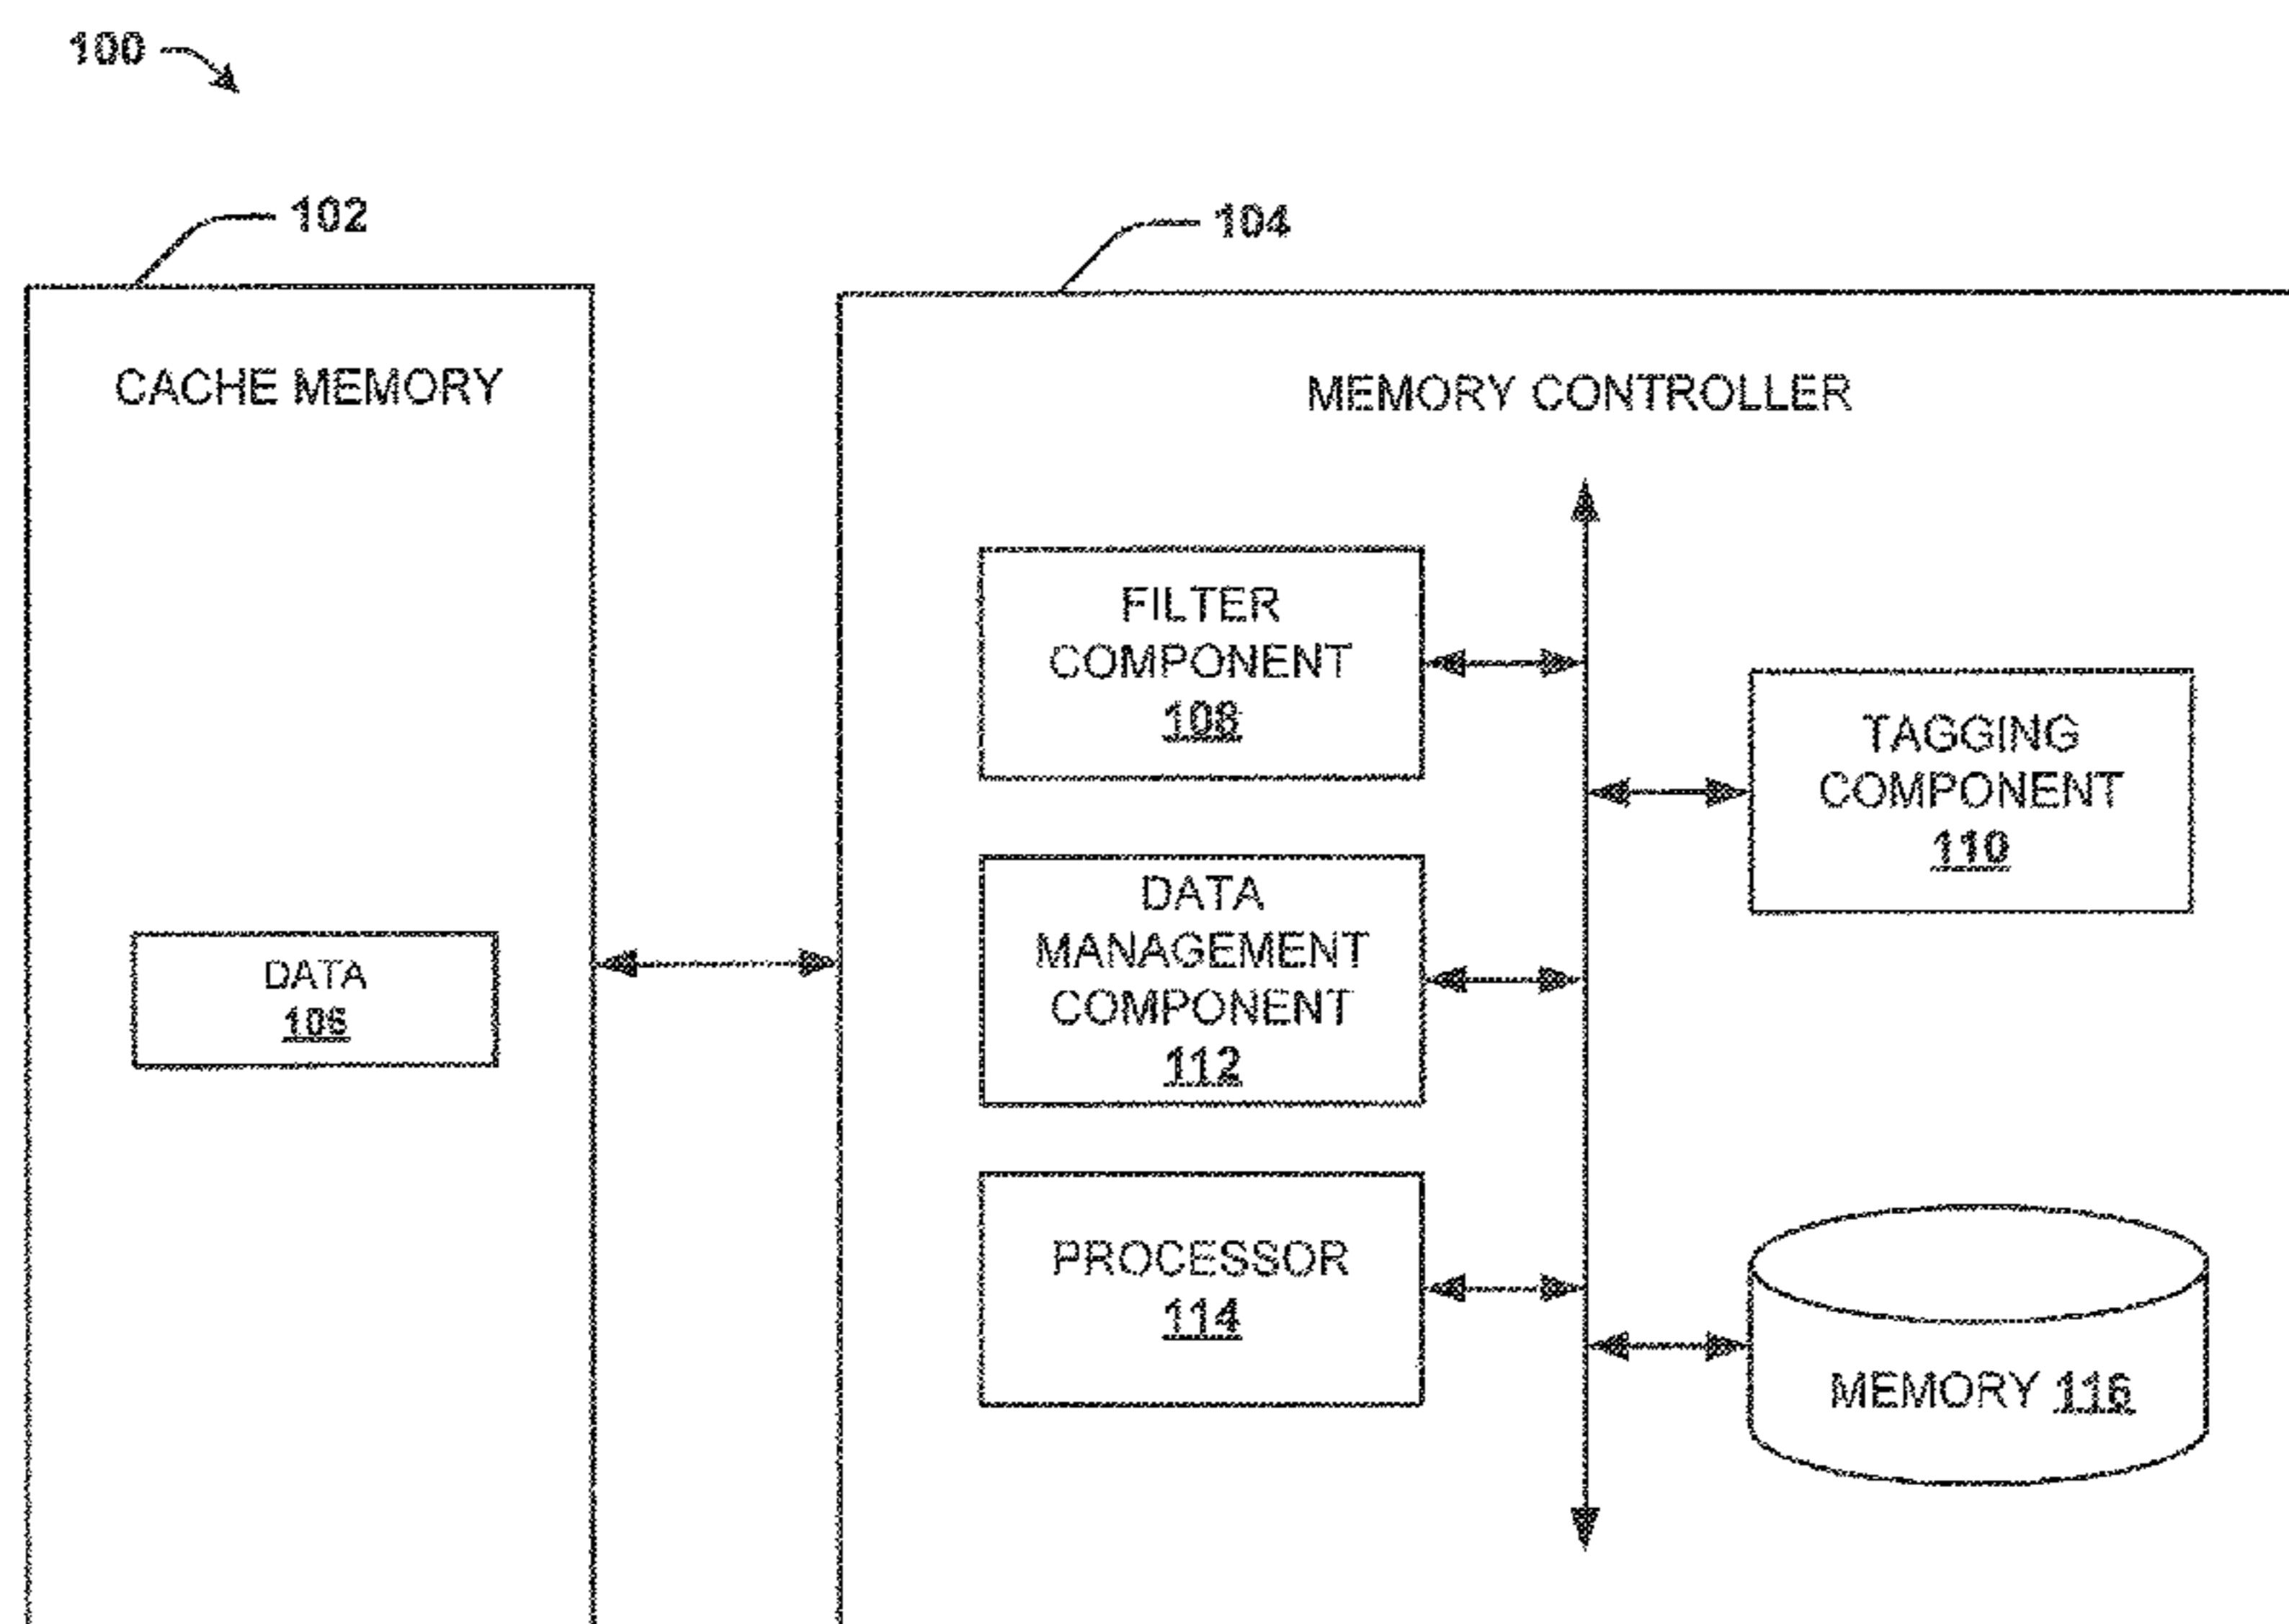 100
102
104
CACHE MEMORY
MEMORY CONTROLLER
FILTER
COMPONENT
108
TAGGING
COMPONENT
110
DATA
MANAGEMENT
COMPONENT
112
DATA
106
PROCESSOR
114
MEMORY 116